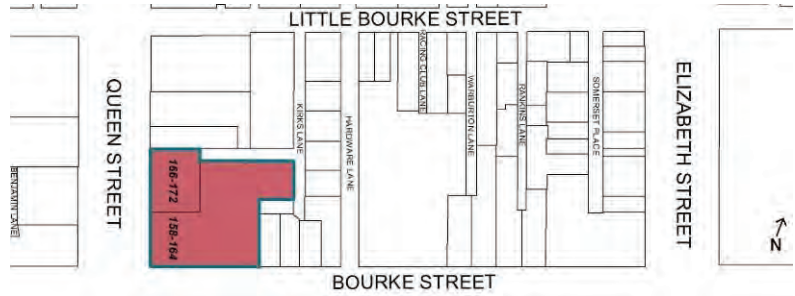 LITTLE BOURKE STREET
QUEEN STREET
BENJAMIN LANE
166-172
158-164
KIRKS LANE
HARDWARE LANE
RACING CLUB LANE
WARBURTON LANE
RANKINS LANE
SOMERSET PLACE
ELIZABETH STREET
N
BOURKE STREET